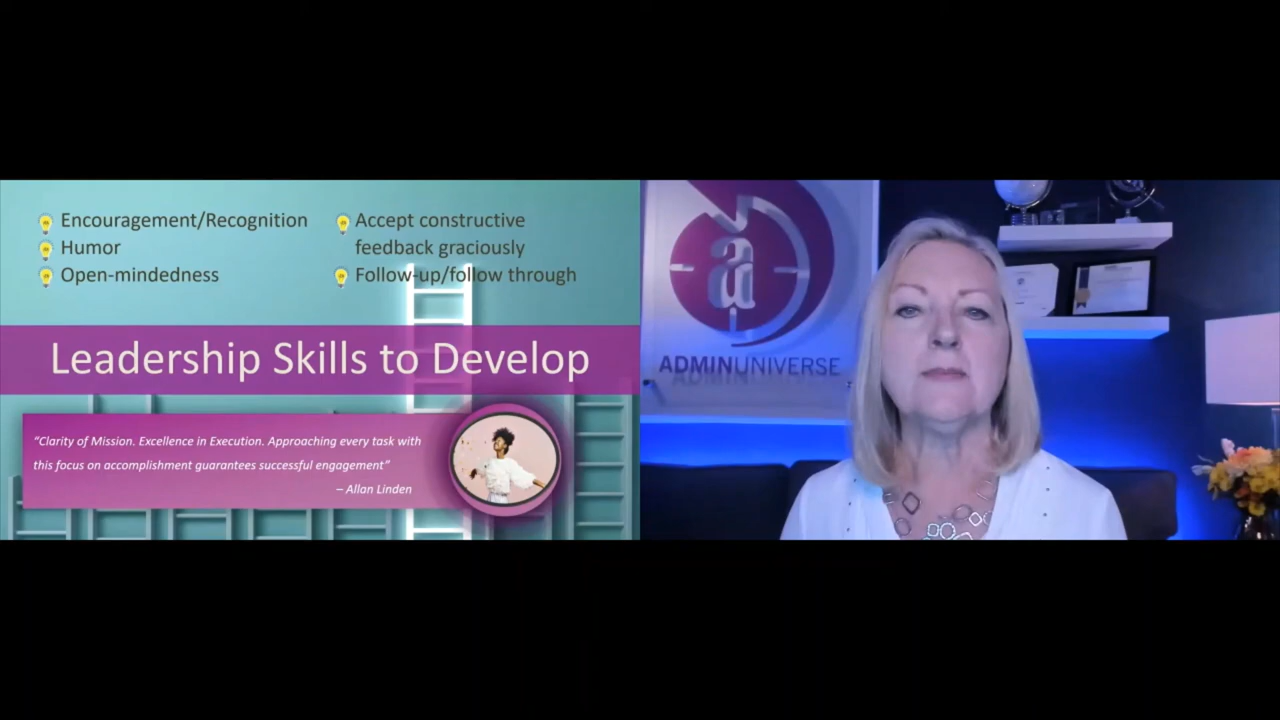 Encouragement/Recognition
Humor
Open-mindedness
Accept constructive
feedback graciously
Follow-up/follow through
Leadership Skills to Develop
“Clarity of Mission. Excellence in Execution. Approaching every task with
this focus on accomplishment guarantees successful engagement”
– Allan Linden
au
ADMINUNIVERSE